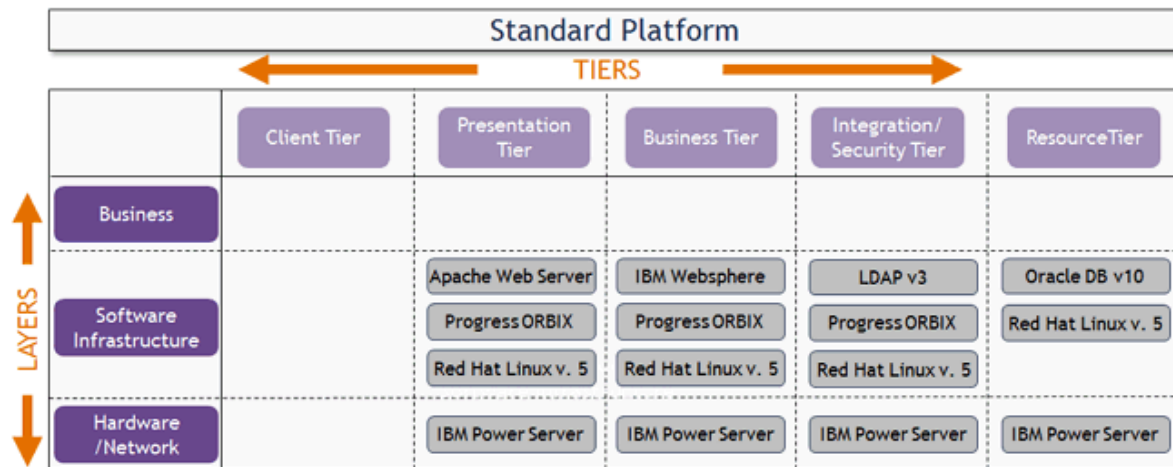 Standard Platform
TIERS
Client Tier
Presentation
Tier
Business Tier
Integration/
Security Tier
ResourceTier
LAYERS
Business
Software
Infrastructure
Apache Web Server
IBM Websphere
LDAP v3
Oracle DB v10
Progress ORBIX
Progress ORBIX
Progress ORBIX
Red Hat Linux v. 5
Red Hat Linux v. 5
Red Hat Linux v. 5
Red Hat Linux v. 5
Hardware
/Network
IBM Power Server
IBM Power Server
IBM Power Server
IBM Power Server